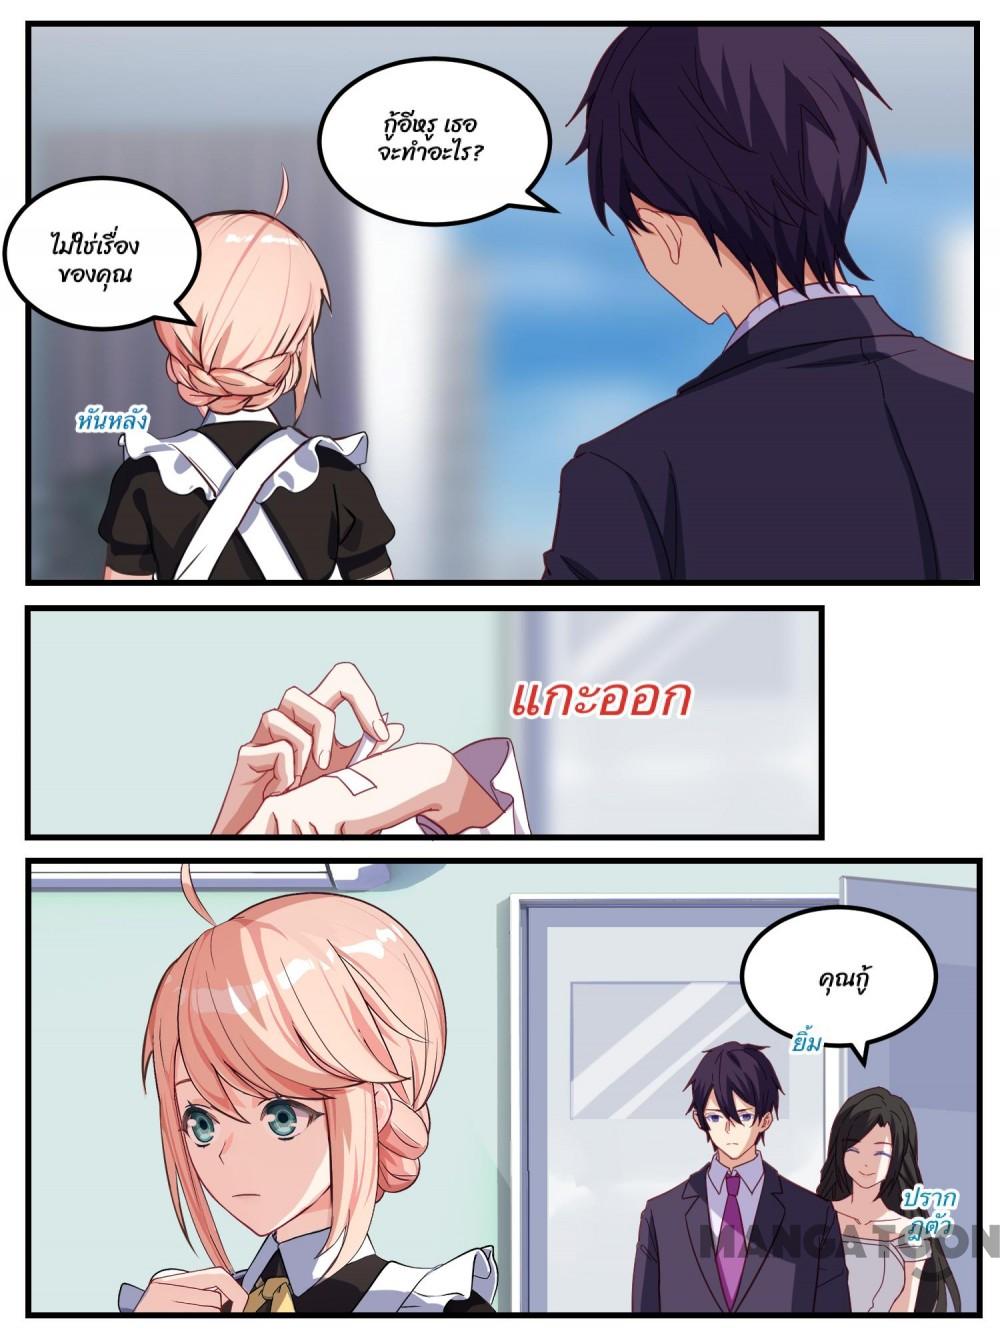 กู้อีหรู เธอ
จะทำอะไร?
ไม่ใช่เรื่อง
ของคุณ
หันหลัง
แกะออก
คุณกู้
ยิ้ม
ปราก
ฏตัว
MANGATOON